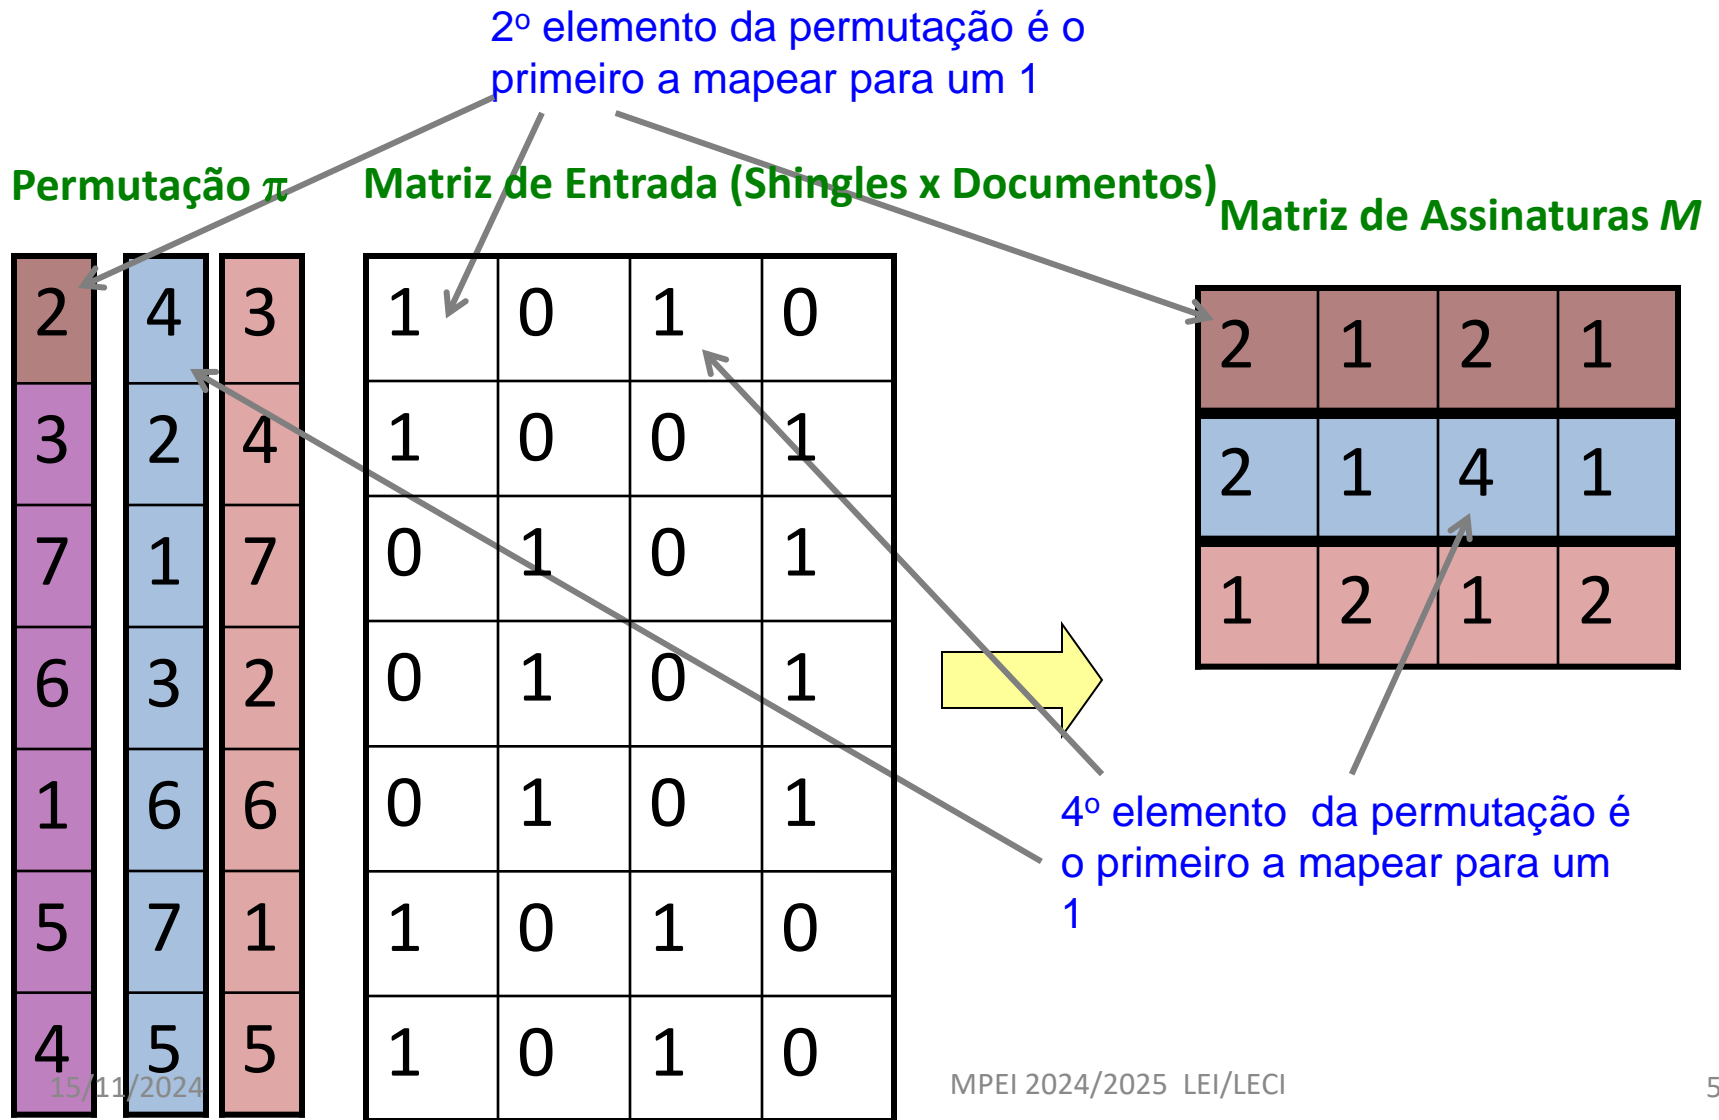 2º elemento da permutação é o
primeiro a mapear para um 1
Permutação π
Matriz de Entrada (Shingles x Documentos)
Matriz de Assinaturas M
2 4 3 1 0 1 0
3 2 4 1 0 0 1
7 1 7 0 1 0 1
6 3 2 0 1 0 1
1 6 6 0 1 0 1
5 7 1 1 0 1 0
4 5 5 1 0 1 0
2 1 2 1
2 1 4 1
1 2 1 2
4º elemento da permutação é
o primeiro a mapear para um
1
15/11/2024
MPEI 2024/2025 LEI/LECI
5